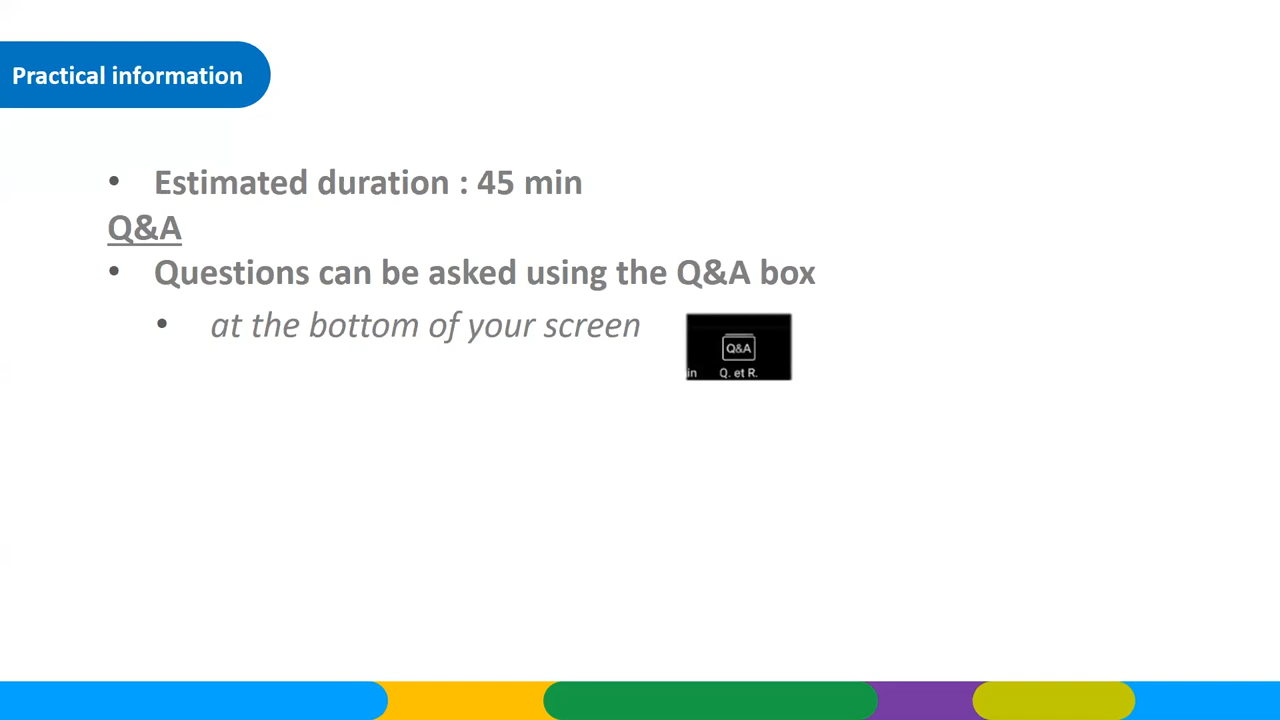 Practical information
• Estimated duration : 45 min
Q&A
• Questions can be asked using the Q&A box
• at the bottom of your screen
Q&A
in Q. et R.